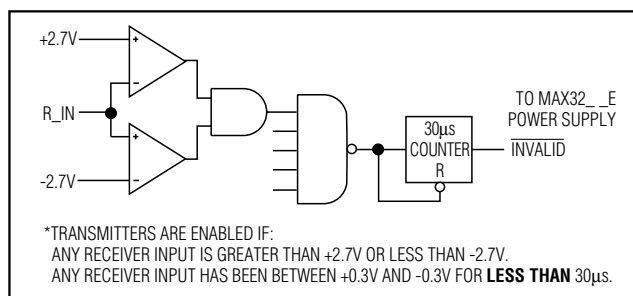 +2.7V
+
-
R_IN
+
-
-2.7V
30μs
COUNTER
R
TO MAX32_ _E
POWER SUPPLY
INVALID
*TRANSMITTERS ARE ENABLED IF:
ANY RECEIVER INPUT IS GREATER THAN +2.7V OR LESS THAN -2.7V.
ANY RECEIVER INPUT HAS BEEN BETWEEN +0.3V AND -0.3V FOR LESS THAN 30μs.